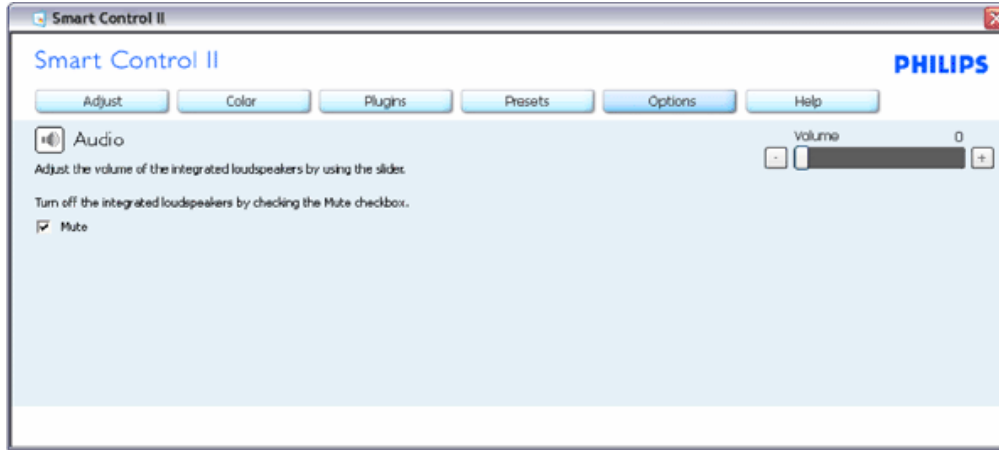 Smart Control II
Smart Control II
PHILIPS
Adjust Color Plugins Presets Options Help
Audio
Volume 0
- +
Adjust the volume of the integrated loudspeakers by using the slider.
Turn off the integrated loudspeakers by checking the Mute checkbox.
Mute